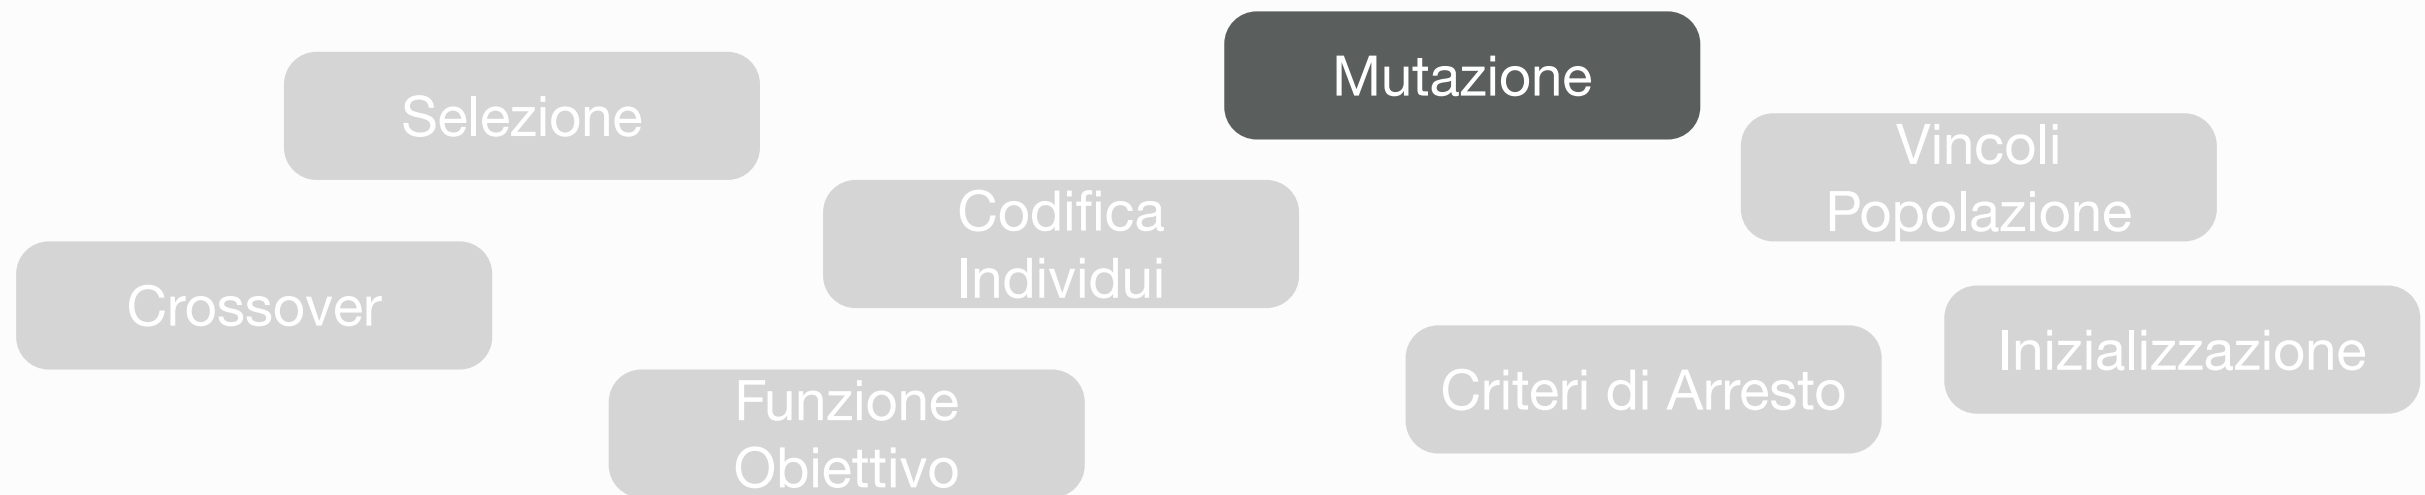 Mutazione
Selezione
Vincoli
Popolazione
Codifica
Individui
Crossover
Inizializzazione
Criteri di Arresto
Funzione
Obiettivo